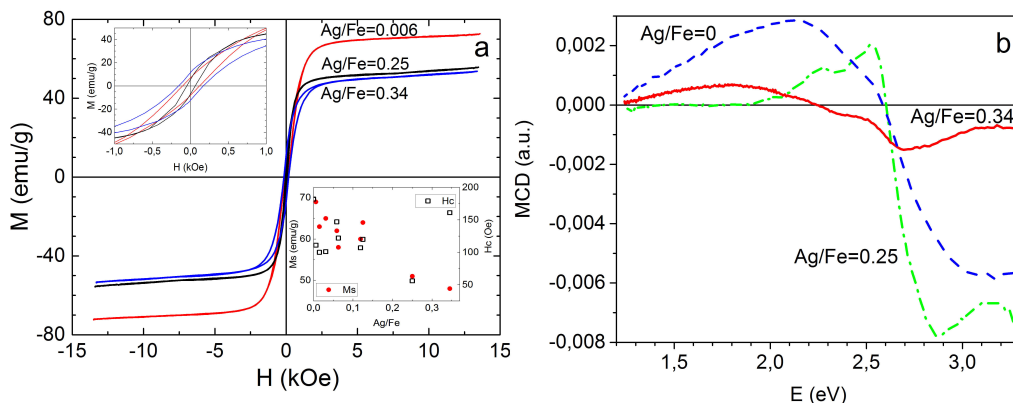 80
40
0
-40
-80
-15
-10
-5
0
5
10
15
M (emu/g)
H (kOe)
a
Ag/Fe=0.006
Ag/Fe=0.25
Ag/Fe=0.34
40
20
0
-20
-40
-1,0
-0,5
0,0
0,5
1,0
M (emu/g)
H (kOe)
70
60
50
0,0
0,1
0,2
0,3
200
150
100
50
Ms (emu/g)
Hc (Oe)
Ag/Fe
Hc
Ms
0,002
0,000
-0,002
-0,004
-0,006
-0,008
1,5
2,0
2,5
3,0
MCD (a.u.)
E (eV)
b
Ag/Fe=0
Ag/Fe=0.34
Ag/Fe=0.25